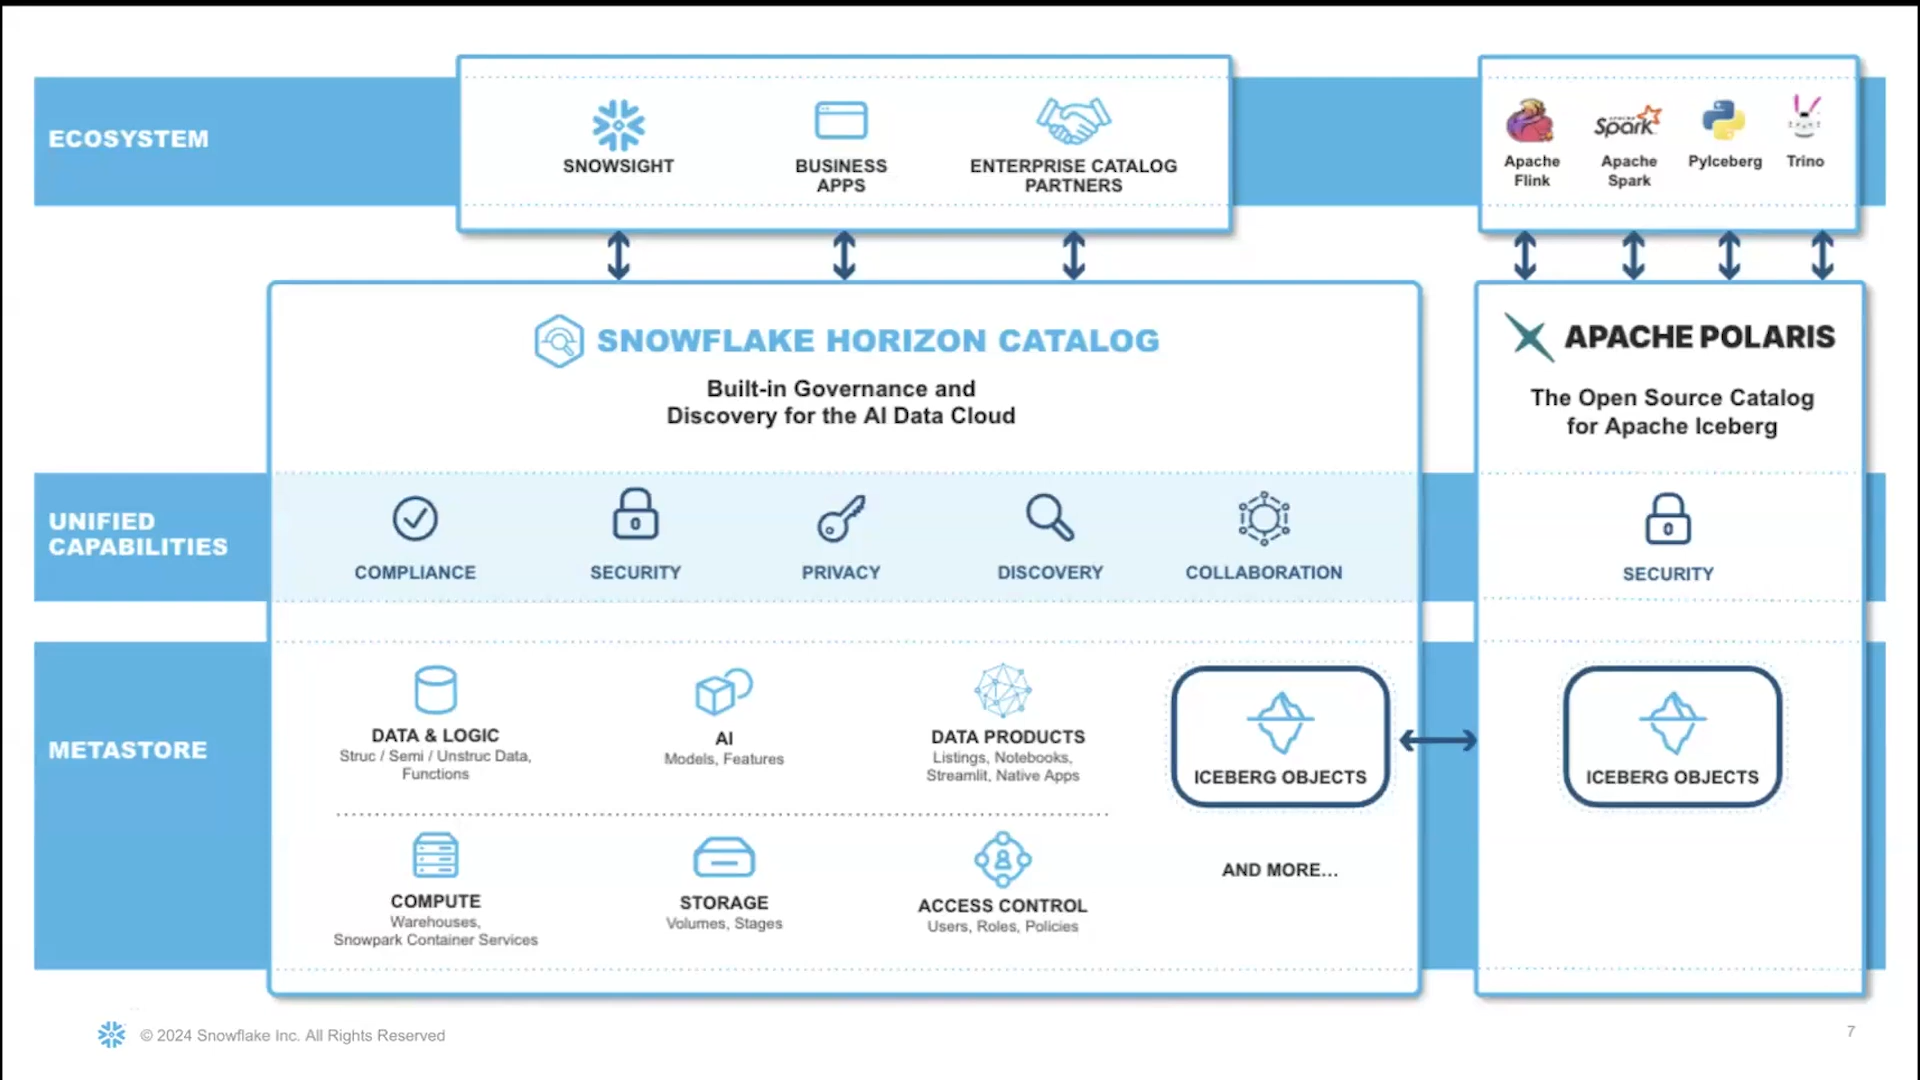 ECOSYSTEM
SNOWSIGHT
BUSINESS
APPS
ENTERPRISE CATALOG
PARTNERS
APACHE
Spark
Apache
Flink
Apache
Spark
PyIceberg
Trino
SNOWFLAKE HORIZON CATALOG
Built-in Governance and
Discovery for the AI Data Cloud
APACHE POLARIS
The Open Source Catalog
for Apache Iceberg
UNIFIED
CAPABILITIES
COMPLIANCE
SECURITY
PRIVACY
DISCOVERY
COLLABORATION
SECURITY
METASTORE
DATA & LOGIC
Struc / Semi / Unstruc Data,
Functions
AI
Models, Features
DATA PRODUCTS
Listings, Notebooks,
Streamlit, Native Apps
ICEBERG OBJECTS
ICEBERG OBJECTS
COMPUTE
Warehouses,
Snowpark Container Services
STORAGE
Volumes, Stages
ACCESS CONTROL
Users, Roles, Policies
AND MORE...
© 2024 Snowflake Inc. All Rights Reserved
7